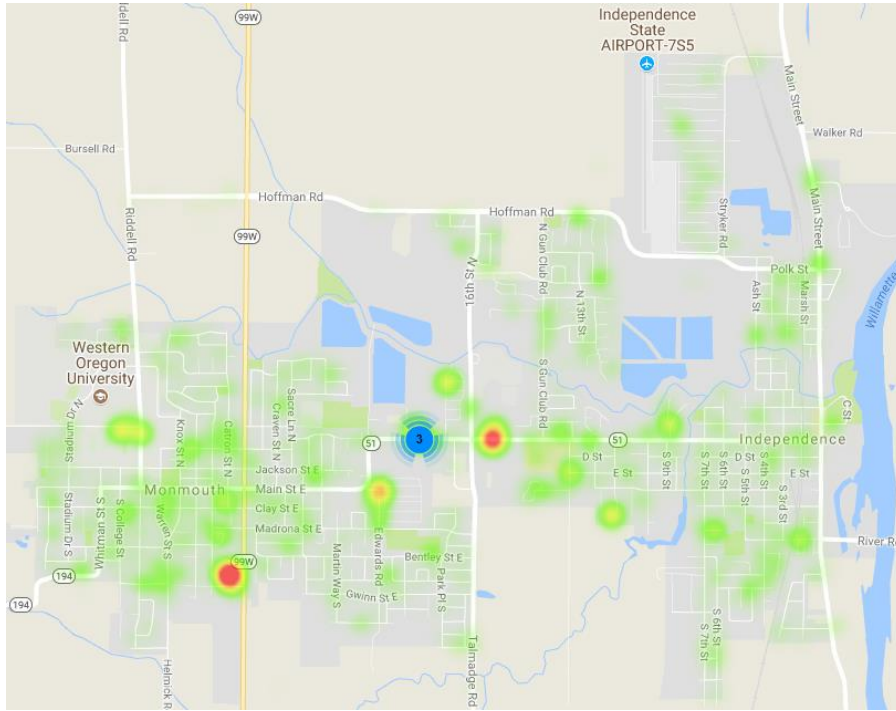 ddell Rd
99W
Independence
State
AIRPORT-7S5
Main Street
Walker Rd
Bursell Rd
Hoffman Rd
Hoffman Rd
Riddell Rd
99W
16th St N
N Gun Club Rd
Stryker Rd
Main Street
Polk St
N 13th St
Ash St
Marsh St
Willamette
Western
Oregon
University
Stadium Dr N
Knox St N
Catron St N
Craven St N
Sacre Ln N
S Gun Club Rd
C St
51
3
51
Independence
Jackson St E
D St
E St
S 9th St
S 7th St
S 6th St
D St
S 5th St
S 4th St
E St
S 3rd St
Monmouth
Main St E
Clay St E
Madrona St E
Stadium Dr S
Whitman St S
S College St
Warren St S
Edwards Rd
Bentley St E
River Rd
99W
194
194
Martin Way S
Gwinn St E
Park Pl S
Talmadge Rd
Helmick R
S 6th St
S 7th St